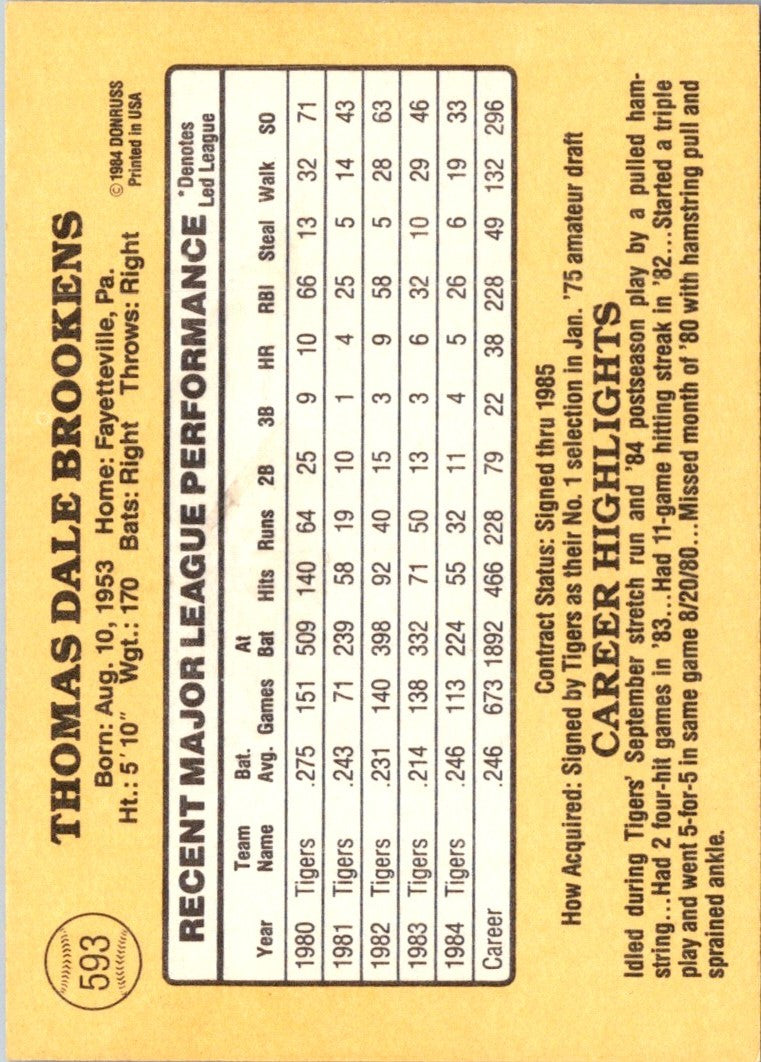 593
THOMAS DALE BROOKENS
Born: Aug. 10, 1953 Home: Fayetteville, Pa.
Ht.: 5'10" Wgt.: 170 Bats: Right Throws: Right
© 1984 DONRUSS
Printed in USA
RECENT MAJOR LEAGUE PERFORMANCE *Denotes Led League
Year Team Name Bat. Avg. Games At Bat Hits Runs 2B 3B HR RBI Steal Walk SO
1980 Tigers .275 151 509 140 64 25 9 10 66 13 32 71
1981 Tigers .243 71 239 58 19 10 1 4 25 5 14 43
1982 Tigers .231 140 398 92 40 15 3 9 58 5 28 63
1983 Tigers .214 138 332 71 50 13 3 6 32 10 29 46
1984 Tigers .246 113 224 55 32 11 4 5 26 6 19 33
Career .246 673 1892 466 228 79 22 38 228 49 132 296
Contract Status: Signed thru 1985
How Acquired: Signed by Tigers as their No. 1 selection in Jan. '75 amateur draft
CAREER HIGHLIGHTS
Idled during Tigers' September stretch run and '84 postseason play by a pulled ham-
string...Had 2 four-hit games in '83...Had 11-game hitting streak in '82...Started a triple
play and went 5-for-5 in same game 8/20/80...Missed month of '80 with hamstring pull and
sprained ankle.